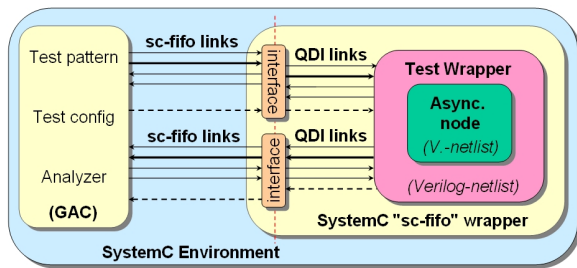 sc-fifo links
Test pattern
interface
QDI links
Test Wrapper
Async.
node
(V.-netlist)
Test config
sc-fifo links
QDI links
interface
Analyzer
(GAC)
(Verilog-netlist)
SystemC "sc-fifo" wrapper
SystemC Environment